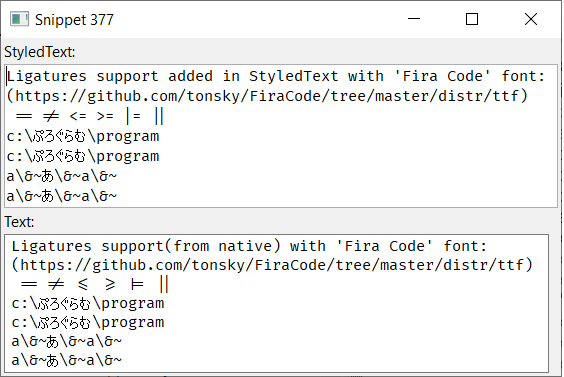 Snippet 377
StyledText:
Ligatures support added in StyledText with 'Fira Code' font:
(https://github.com/tonsky/FiraCode/tree/master/distr/ttf)
== ≠ <= >= |= ||
c:\ぷろぐらむ\program
c:\ぷろぐらむ\program
a\&~あ\&~a\&~
a\&~あ\&~a\&~
Text:
Ligatures support(from native) with 'Fira Code' font:
(https://github.com/tonsky/FiraCode/tree/master/distr/ttf)
== ≠ ⩽ ⩾ ⊨ ||
c:\ぷろぐらむ\program
c:\ぷろぐらむ\program
a\&~あ\&~a\&~
a\&~あ\&~a\&~